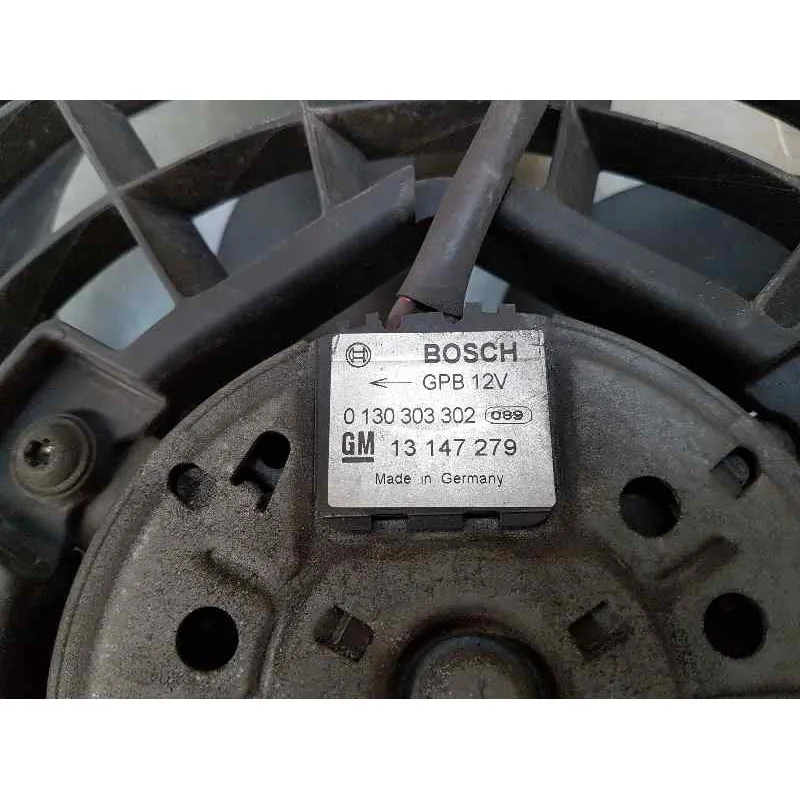 BOSCH
← GPB 12V
0 130 303 302 089
GM 13 147 279
Made in Germany